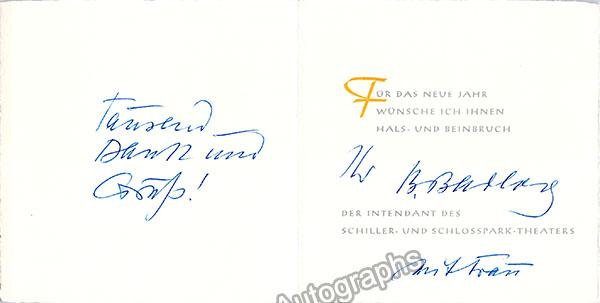 Tausend
Dank und
Gruß!
FÜR DAS NEUE JAHR
WÜNSCHE ICH IHNEN
HALS- UND BEINBRUCH
Ihr B. Barlog
DER INTENDANT DES
SCHILLER- UND SCHLOSSPARK-THEATERS
mit Frau
Autographs